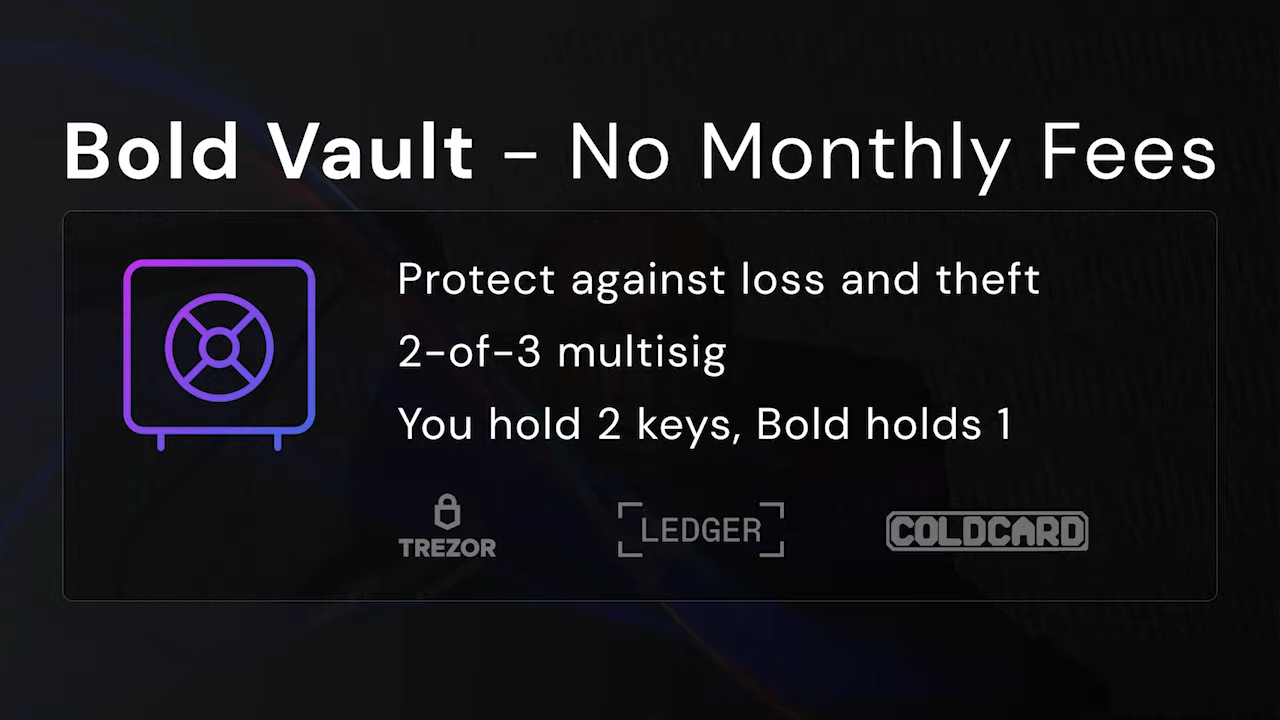 Bold Vault - No Monthly Fees
Protect against loss and theft
2-of-3 multisig
You hold 2 keys, Bold holds 1
TREZOR LEDGER COLDCARD